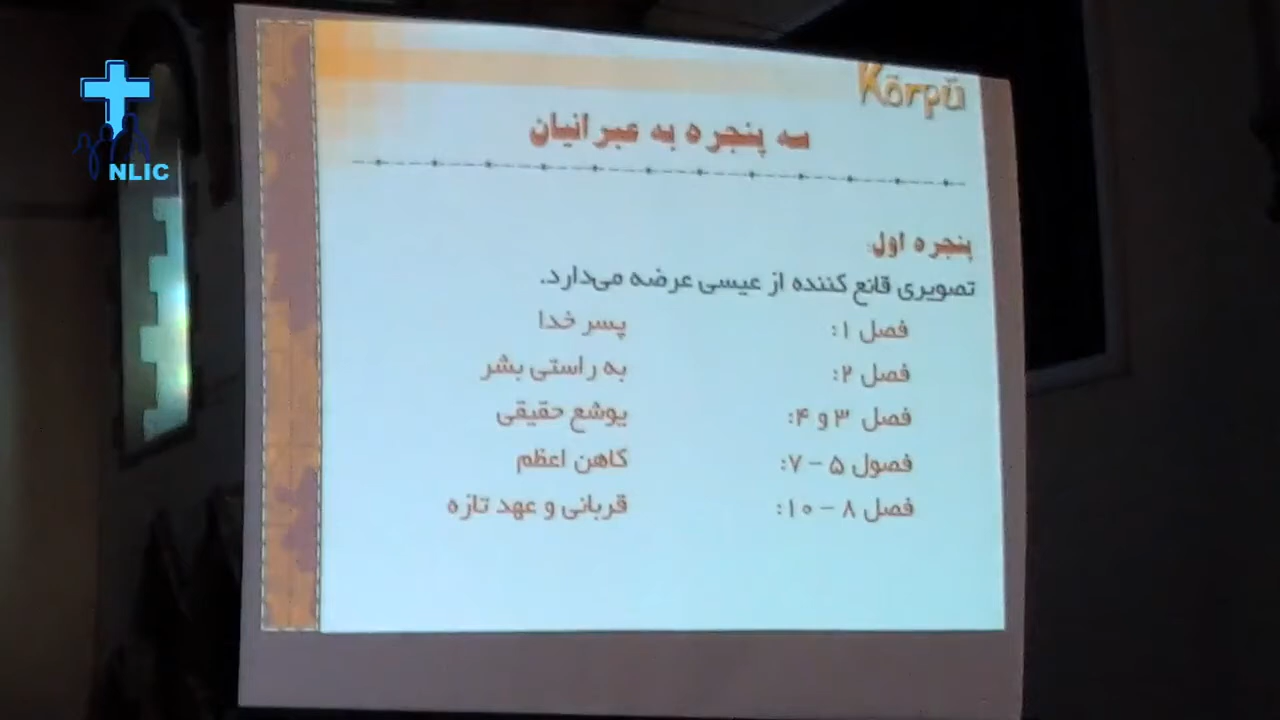 NLIC
Körpü
سه پنجره به عبرانیان
پنجره اول:
تصویری قانع کننده از عیسی عرضه می‌دارد.
فصل ۱: پسر خدا
فصل ۲: به راستی بشر
فصل ۳ و ۴: یوشع حقیقی
فصول ۵ – ۷: کاهن اعظم
فصل ۸ – ۱۰: قربانی و عهد تازه